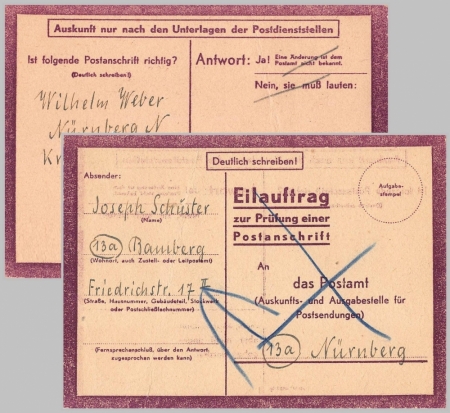 Auskunft nur nach den Unterlagen der Postdienststellen
Ist folgende Postanschrift richtig?
(Deutlich schreiben!)
Wilhelm Weber
Nürnberg N
Antwort: Ja! Eine Änderung ist dem Postamt nicht bekannt.
Nein, sie muß lauten:
Deutlich schreiben!
Absender:
Joseph Schuster
(Name)
(13a) Bamberg
(Wohnort, auch Zustell- oder Leitpostamt)
Friedrichstr. 17 II
(Straße, Hausnummer, Gebäudeteil, Stockwerk
oder Postschließfachnummer)
(Fernsprechanschluß, über den Antwort
zugesprochen werden kann)
Eilauftrag
zur Prüfung einer
Postanschrift
Aufgabe-
stempel
An
das Postamt
(Auskunfts- und Ausgabestelle für
Postsendungen)
(13a) Nürnberg